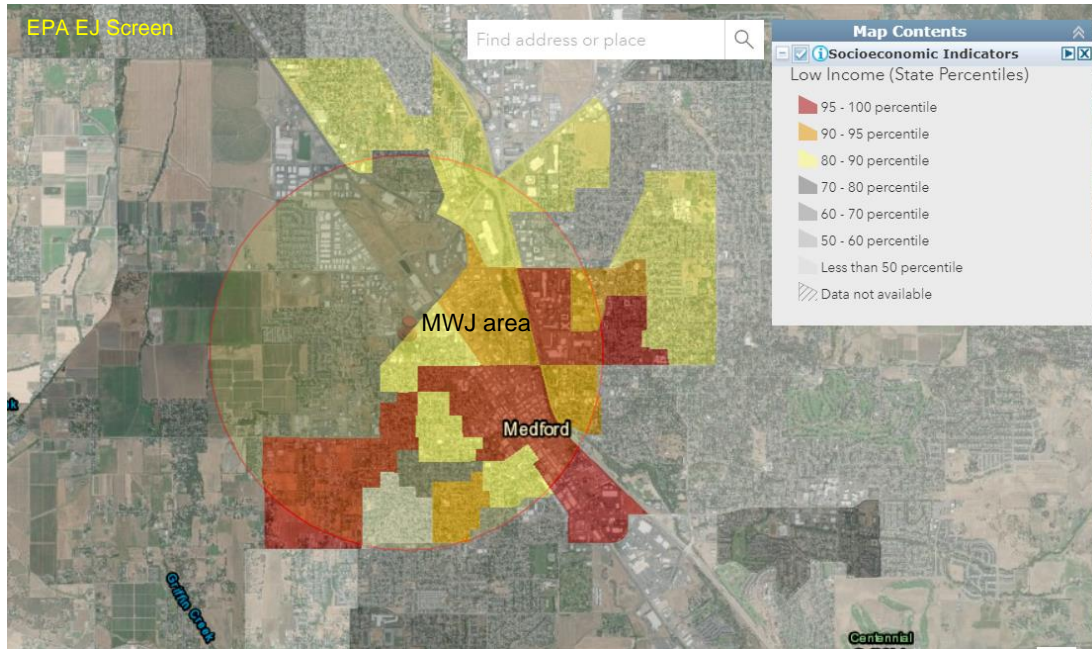 EPA EJ Screen
Find address or place
Map Contents
Socioeconomic Indicators
Low Income (State Percentiles)
95 - 100 percentile
90 - 95 percentile
80 - 90 percentile
70 - 80 percentile
60 - 70 percentile
50 - 60 percentile
Less than 50 percentile
Data not available
MWJ area
Medford
Griffin Creek
Centennial